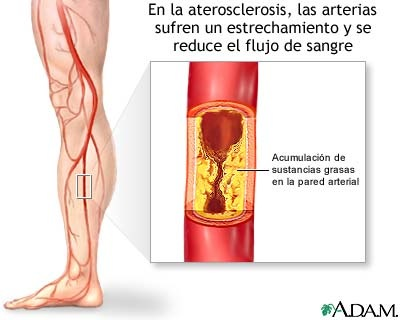 En la aterosclerosis, las arterias
sufren un estrechamiento y se
reduce el flujo de sangre
Acumulación de
sustancias grasas
en la pared arterial
ADAM.